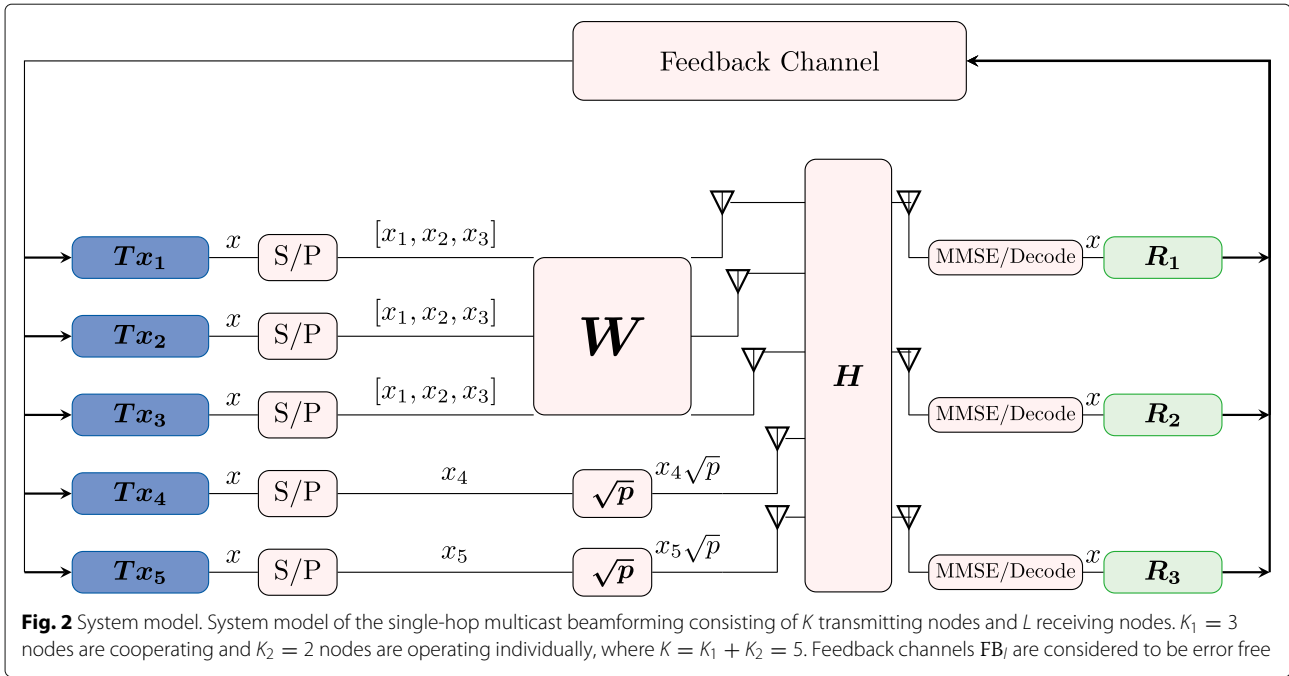 Feedback Channel
Tx₁ x S/P [x₁, x₂, x₃]
Tx₂ x S/P [x₁, x₂, x₃]
Tx₃ x S/P [x₁, x₂, x₃]
Tx₄ x S/P x₄ √p x₄√p
Tx₅ x S/P x₅ √p x₅√p
W
H
MMSE/Decode x R₁
MMSE/Decode x R₂
MMSE/Decode x R₃
Fig. 2 System model. System model of the single-hop multicast beamforming consisting of K transmitting nodes and L receiving nodes. K₁ = 3
nodes are cooperating and K₂ = 2 nodes are operating individually, where K = K₁ + K₂ = 5. Feedback channels FBₗ are considered to be error free